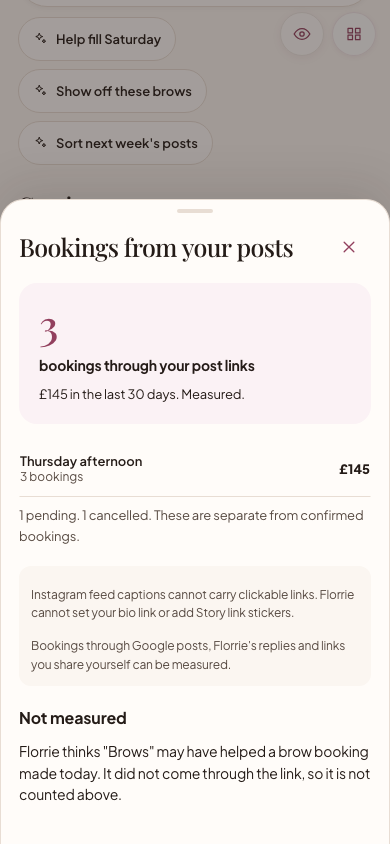 Help fill Saturday
Show off these brows
Sort next week's posts
Bookings from your posts
3
bookings through your post links
£145 in the last 30 days. Measured.
Thursday afternoon
£145
3 bookings
1 pending. 1 cancelled. These are separate from confirmed
bookings.
Instagram feed captions cannot carry clickable links. Florrie
cannot set your bio link or add Story link stickers.
Bookings through Google posts, Florrie's replies and links
you share yourself can be measured.
Not measured
Florrie thinks "Brows" may have helped a brow booking
made today. It did not come through the link, so it is not
counted above.